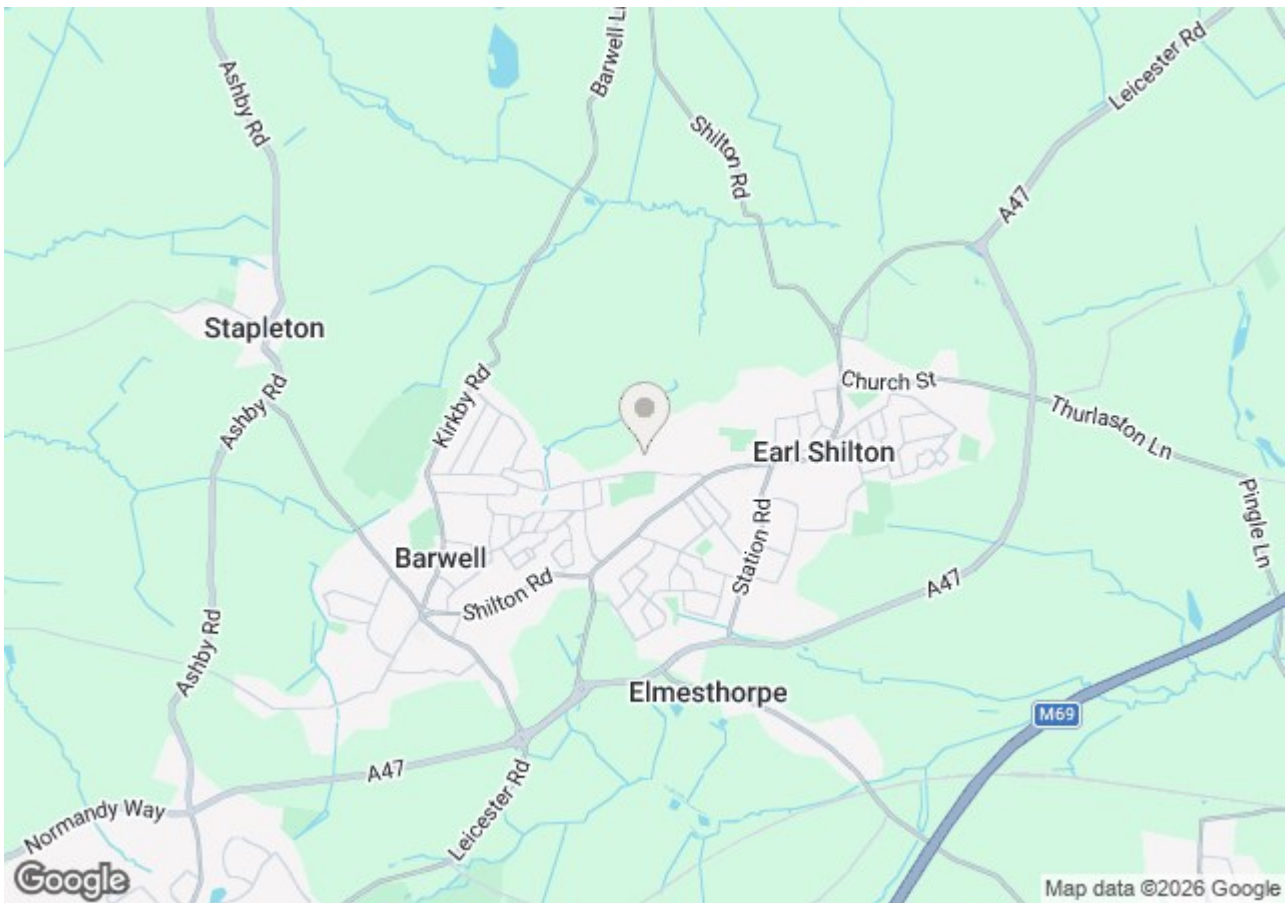 Ashby Rd
Barwell Ln
Leicester Rd
Shilton Rd
A47
Stapleton
Kirkby Rd
Church St
Thurlaston Ln
Ashby Rd
Earl Shilton
Pingle Ln
Barwell
Station Rd
Shilton Rd
A47
Ashby Rd
Elmesthorpe
M69
A47
Leicester Rd
Normandy Way
Google
Map data ©2026 Google